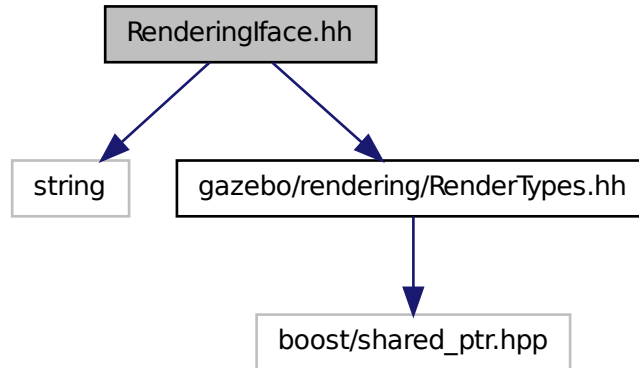 RenderingIface.hh
string
gazebo/rendering/RenderTypes.hh
boost/shared_ptr.hpp